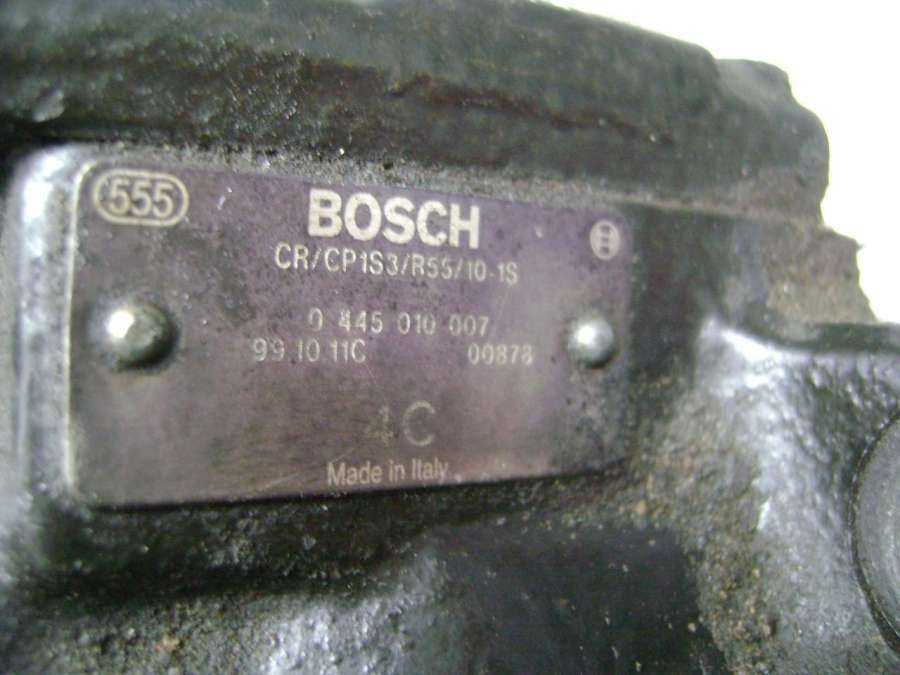 555
BOSCH
CR/CP1S3/R55/10-1S
0 445 010 007
99 10 11C 00878
4C
Made in Italy